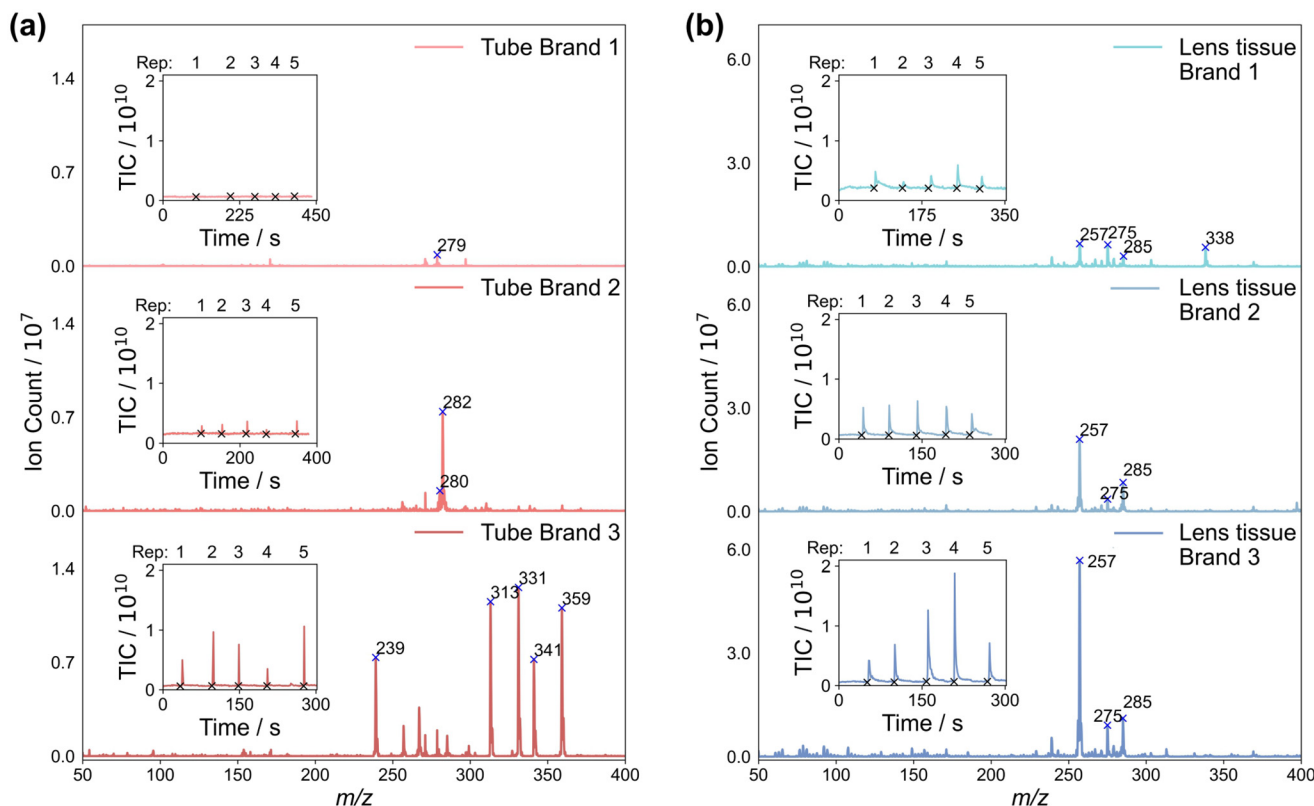 (a)
Tube Brand 1
Rep: 1 2 3 4 5
TIC / 10^10
2
1
0
0 225 450
Time / s
1.4
0.7
0.0
279
Tube Brand 2
Rep: 1 2 3 4 5
TIC / 10^10
2
1
0
0 200 400
Time / s
Ion Count / 10^7
1.4
0.7
0.0
282
280
Tube Brand 3
Rep: 1 2 3 4 5
TIC / 10^10
2
1
0
0 150 300
Time / s
1.4
0.7
0.0
239
313
331
341
359
50 100 150 200 250 300 350 400
m/z
(b)
Lens tissue
Brand 1
Rep: 1 2 3 4 5
TIC / 10^10
2
1
0
0 175 350
Time / s
6.0
3.0
0.0
257
275
285
338
Lens tissue
Brand 2
Rep: 1 2 3 4 5
TIC / 10^10
2
1
0
0 150 300
Time / s
Ion Count / 10^7
6.0
3.0
0.0
257
275
285
Lens tissue
Brand 3
Rep: 1 2 3 4 5
TIC / 10^10
2
1
0
0 150 300
Time / s
6.0
3.0
0.0
257
275
285
50 100 150 200 250 300 350 400
m/z